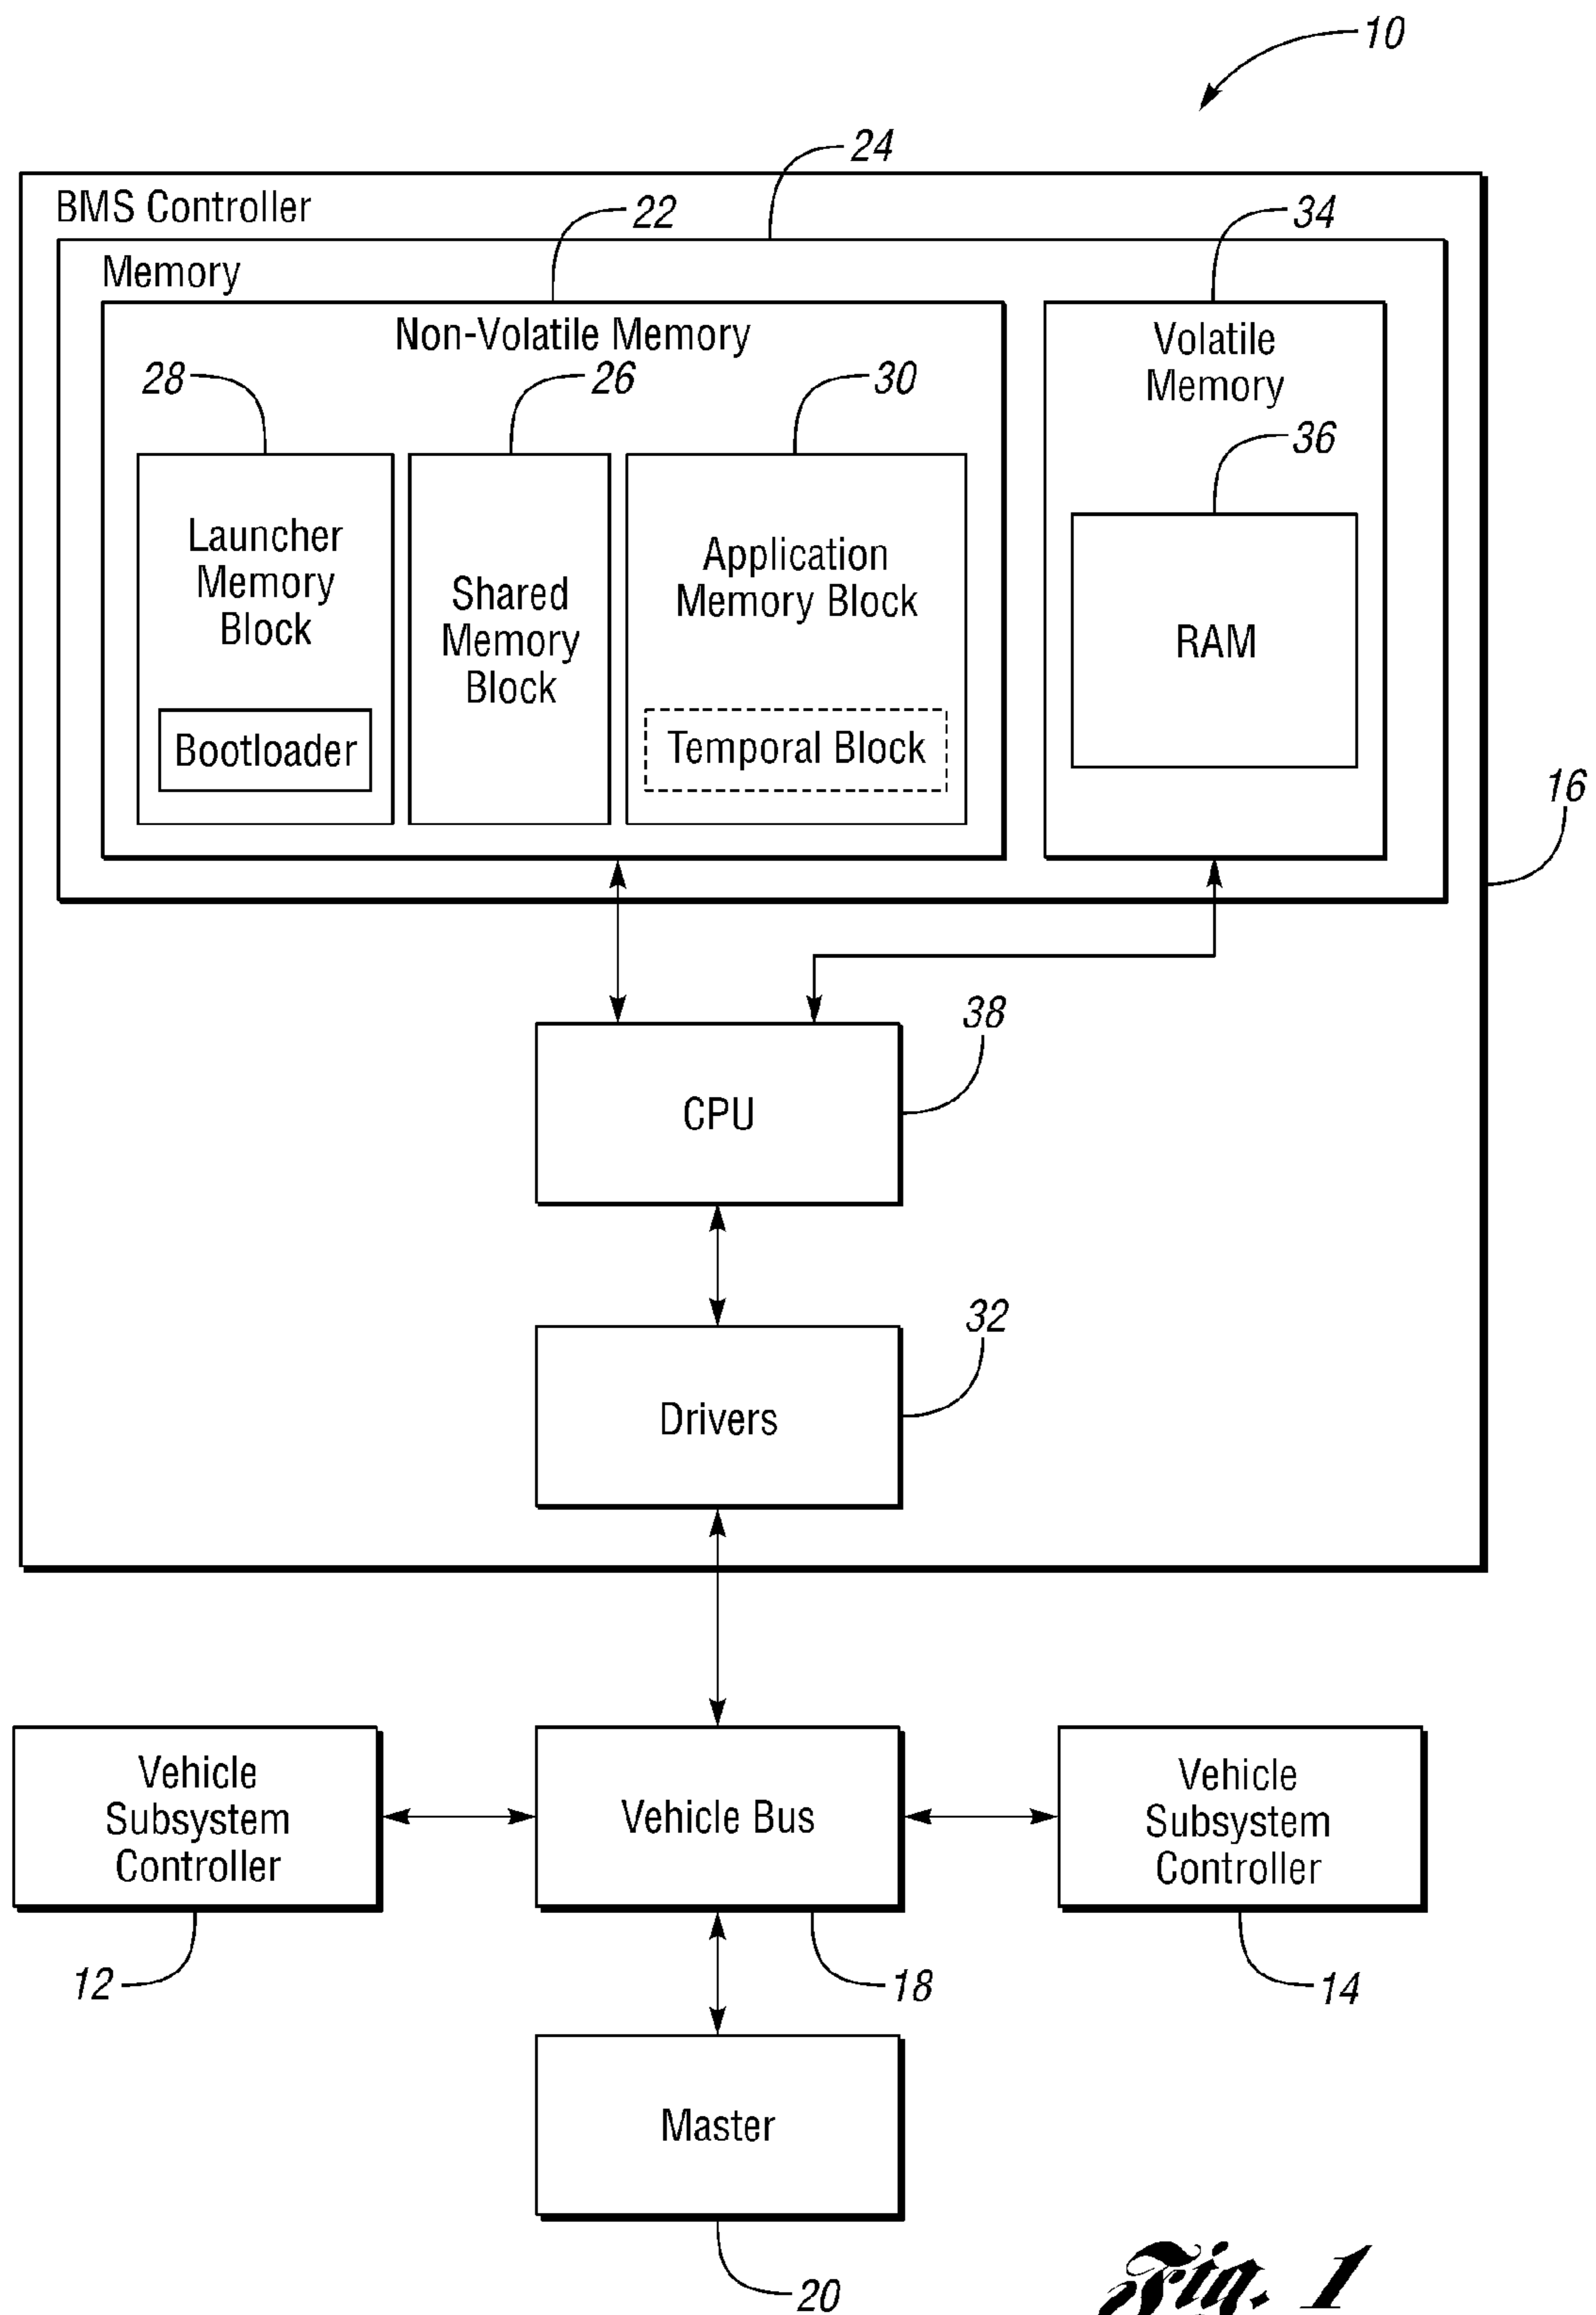 10
24
BMS Controller
22
34
Memory
Non-Volatile Memory
Volatile
Memory
28
26
30
36
Launcher
Memory
Block
Shared
Memory
Block
Application
Memory Block
RAM
Bootloader
Temporal Block
16
38
CPU
32
Drivers
Vehicle
Subsystem
Controller
Vehicle Bus
Vehicle
Subsystem
Controller
12
18
14
Master
20
Fig. 1